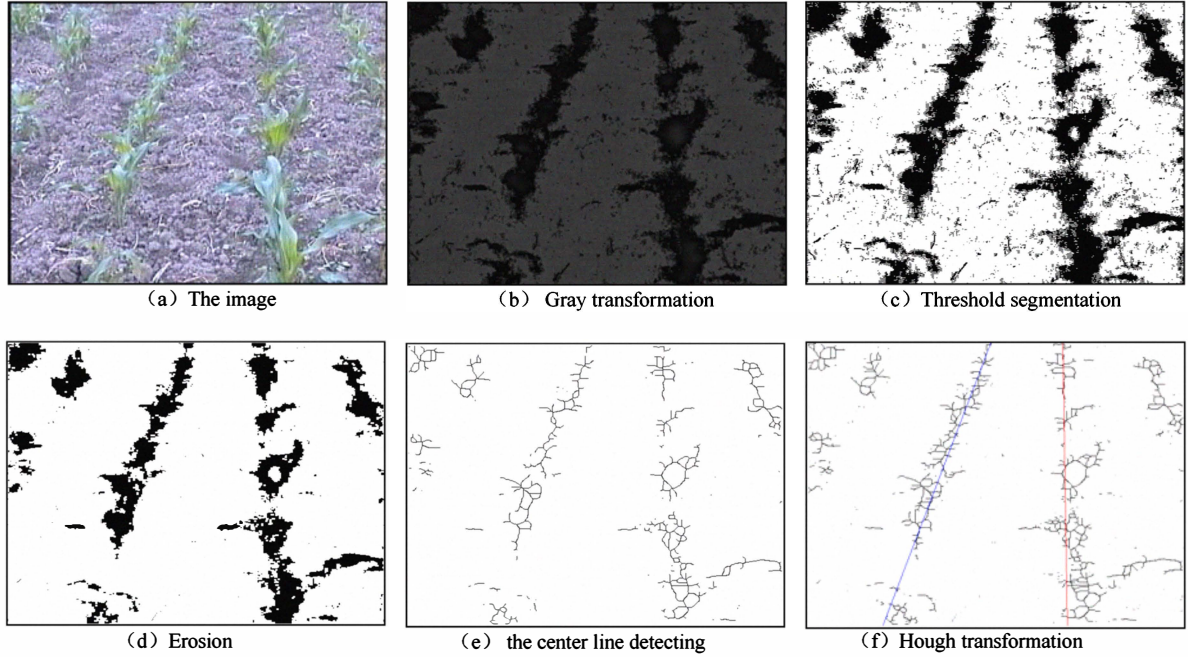 （a）The image
（b） Gray transformation
（c）Threshold segmentation
（d）Erosion
（e） the center line detecting
（f）Hough transformation